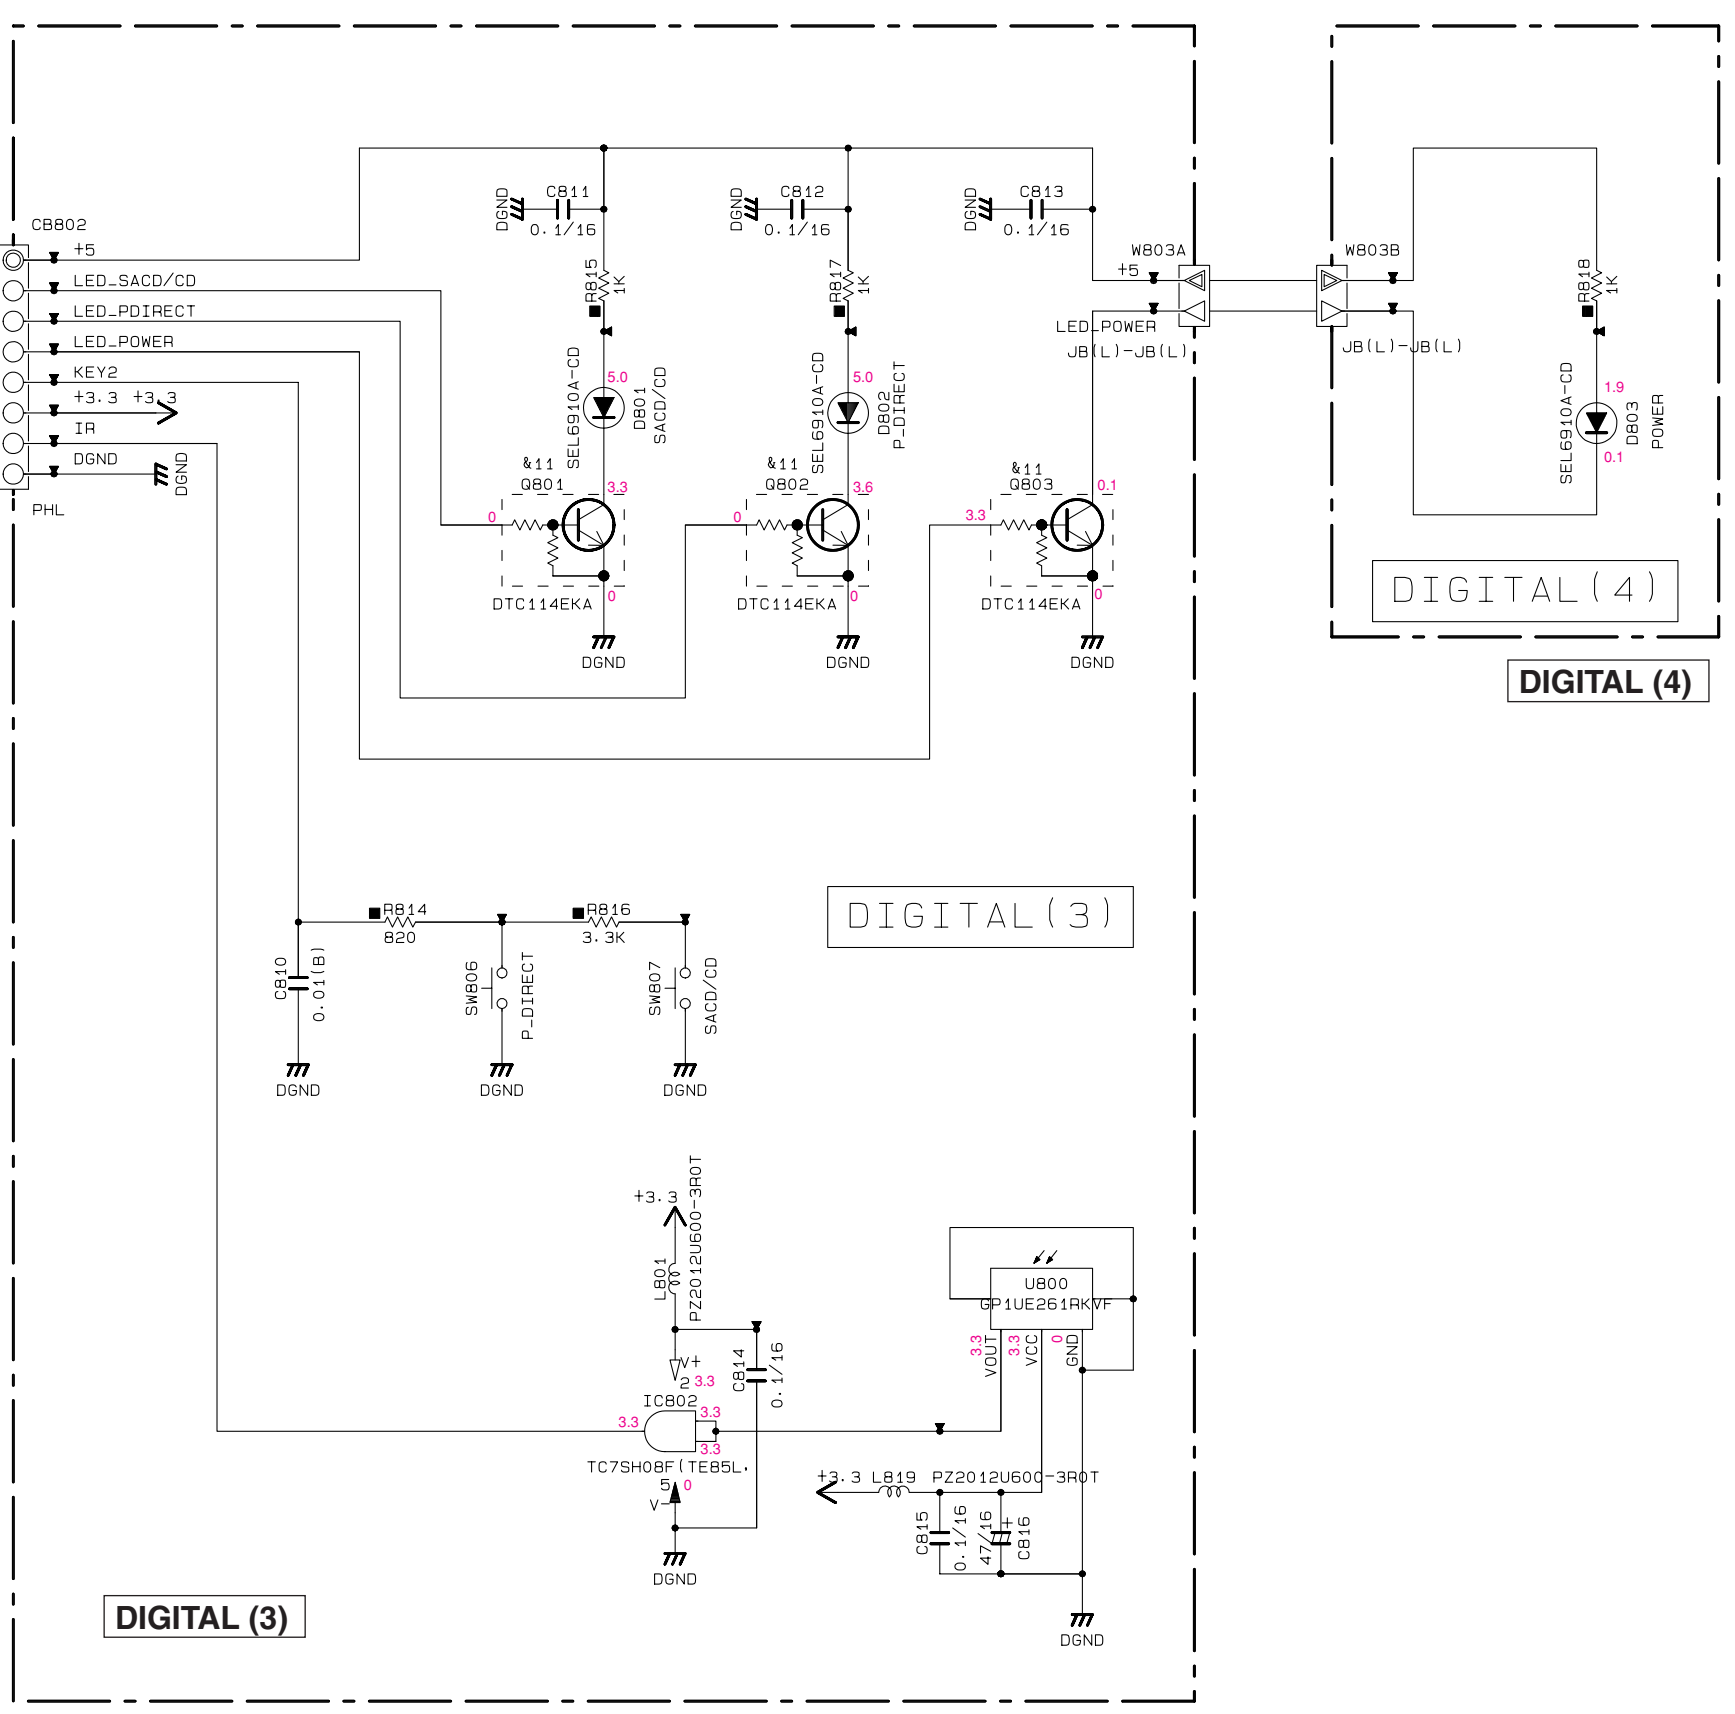 CB802
+5
LED_SACD/CD
LED_PDIRECT
LED_POWER
KEY2
+3.3 +3.3
IR
DGND
DGND
PHL
DGND
C811
0.1/16
R815
1K
SEL6910A-CD
5.0
D801
SACD/CD
&11
Q801
3.3
0
0
DTC114EKA
DGND
DGND
C812
0.1/16
R817
1K
SEL6910A-CD
5.0
D802
P_DIRECT
&11
Q802
3.6
0
0
DTC114EKA
DGND
DGND
C813
0.1/16
&11
Q803
0.1
3.3
0
DTC114EKA
DGND
W803A
+5
LED_POWER
JB(L)-JB(L)
W803B
JB(L)-JB(L)
R818
1K
SEL6910A-CD
1.9
D803
POWER
0.1
DIGITAL(4)
DIGITAL (4)
R814
820
R816
3.3K
C810
0.01(B)
DGND
SW806
P_DIRECT
DGND
SW807
SACD/CD
DGND
DIGITAL(3)
+3.3
L801
PZ2012U600-3R0T
V+
2 3.3
C814
0.1/16
IC802
3.3
3.3
3.3
TC7SH08F(TE85L.
5 0
V-
DGND
U800
GP1UE261RKVF
3.3
VOUT
3.3
VCC
0
GND
+3.3 L819 PZ2012U600-3R0T
C815
0.1/16
47/16
+
C816
DGND
DIGITAL (3)